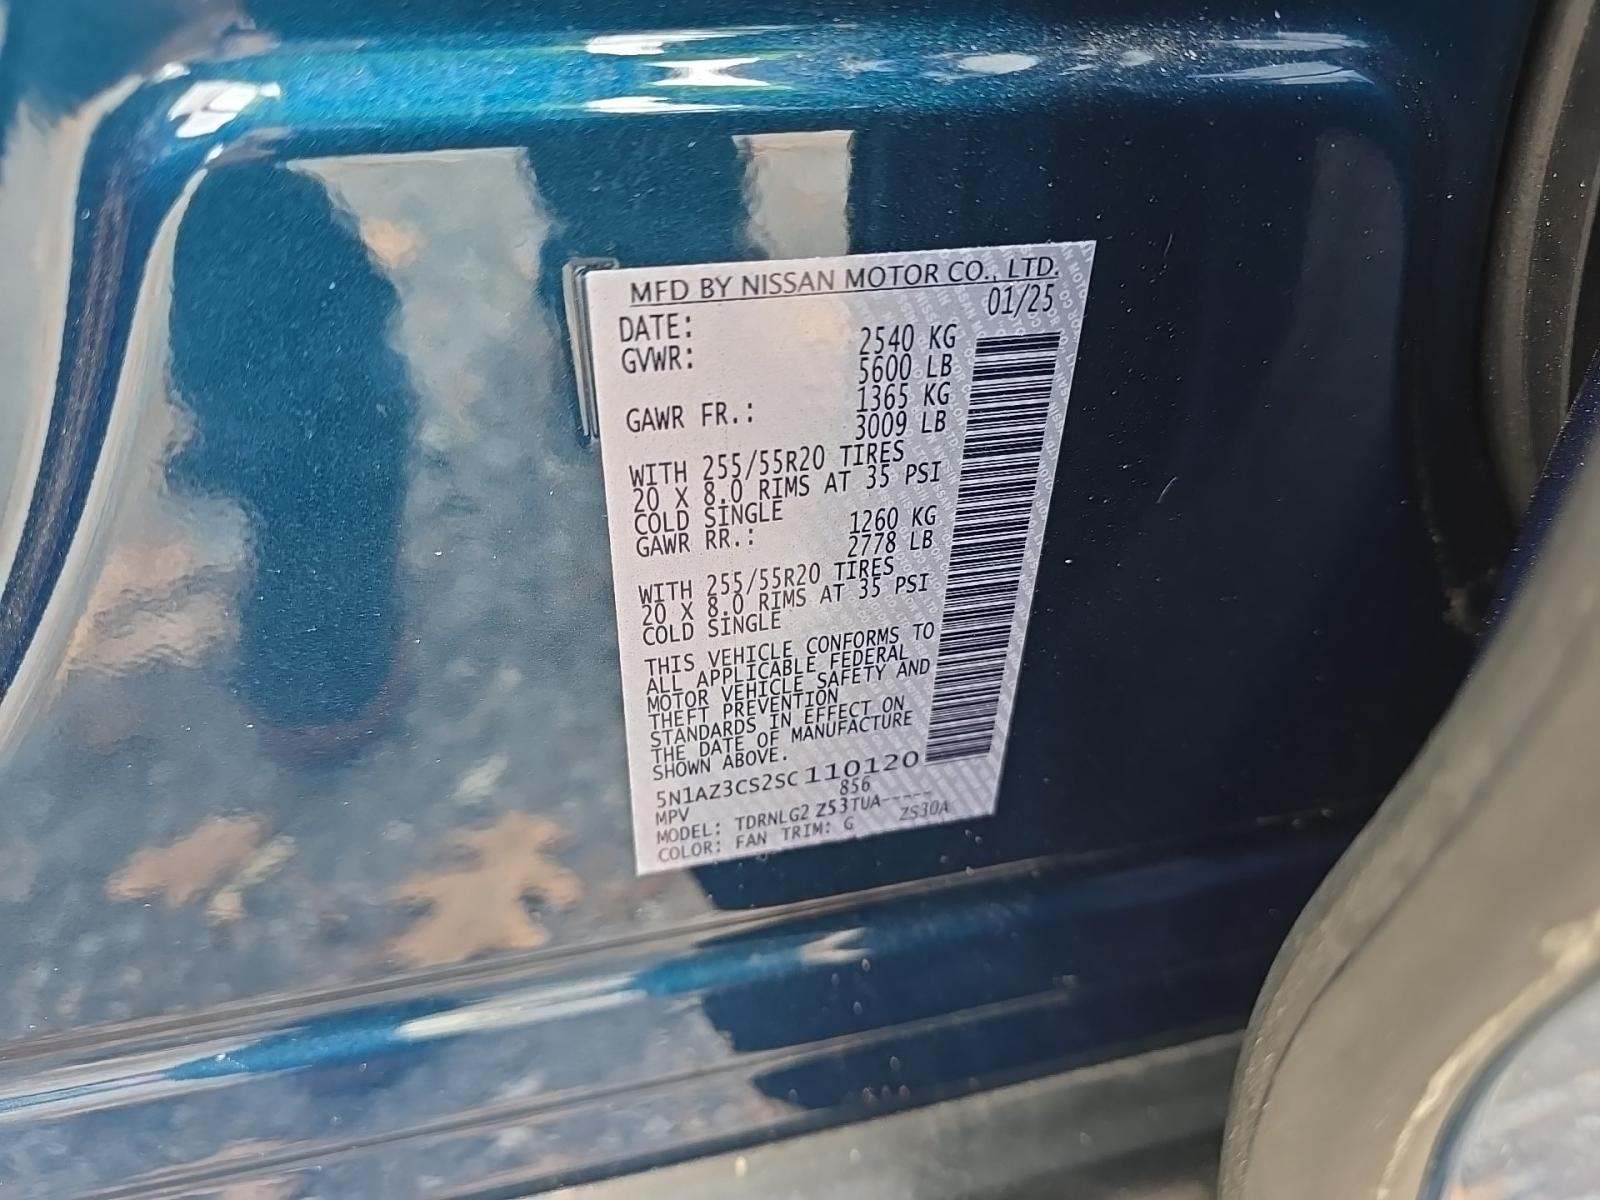 MFD BY NISSAN MOTOR CO., LTD.
DATE: 01/25
GVWR: 2540 KG
5600 LB
GAWR FR.: 1365 KG
3009 LB
WITH 255/55R20 TIRES
20 X 8.0 RIMS AT 35 PSI
COLD SINGLE
GAWR RR.: 1260 KG
2778 LB
WITH 255/55R20 TIRES
20 X 8.0 RIMS AT 35 PSI
COLD SINGLE
THIS VEHICLE CONFORMS TO
ALL APPLICABLE FEDERAL
MOTOR VEHICLE SAFETY AND
THEFT PREVENTION
STANDARDS IN EFFECT ON
THE DATE OF MANUFACTURE
SHOWN ABOVE.
5N1AZ3CS2SC110120
MPV 856
MODEL: TDRNLG2 Z53TUA-----
COLOR: FAN TRIM: G ZS30A